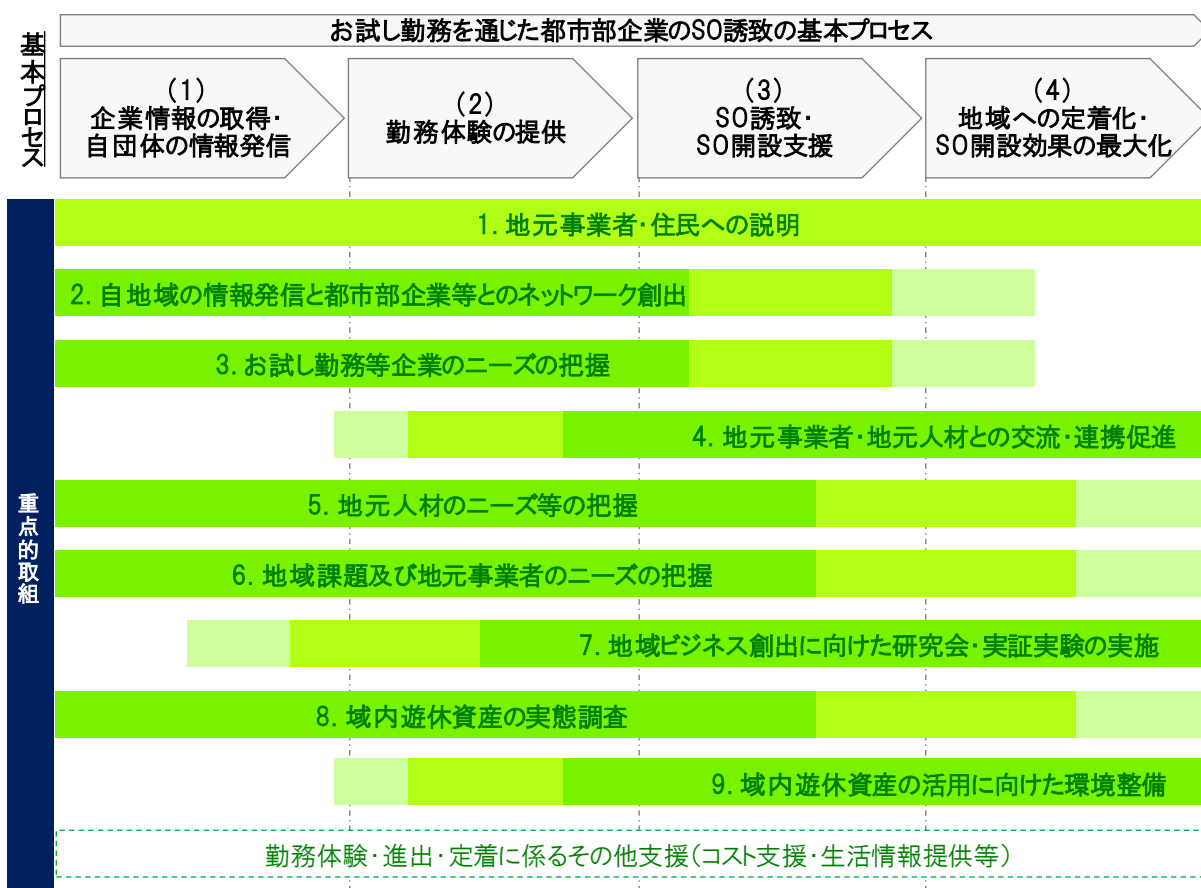 お試し勤務を通じた都市部企業のSO誘致の基本プロセス
基本プロセス
(1)
企業情報の取得・
自団体の情報発信
(2)
勤務体験の提供
(3)
SO誘致・
SO開設支援
(4)
地域への定着化・
SO開設効果の最大化
重点的取組
1. 地元事業者・住民への説明
2. 自地域の情報発信と都市部企業等とのネットワーク創出
3. お試し勤務等企業のニーズの把握
4. 地元事業者・地元人材との交流・連携促進
5. 地元人材のニーズ等の把握
6. 地域課題及び地元事業者のニーズの把握
7. 地域ビジネス創出に向けた研究会・実証実験の実施
8. 域内遊休資産の実態調査
9. 域内遊休資産の活用に向けた環境整備
勤務体験・進出・定着に係るその他支援(コスト支援・生活情報提供等)